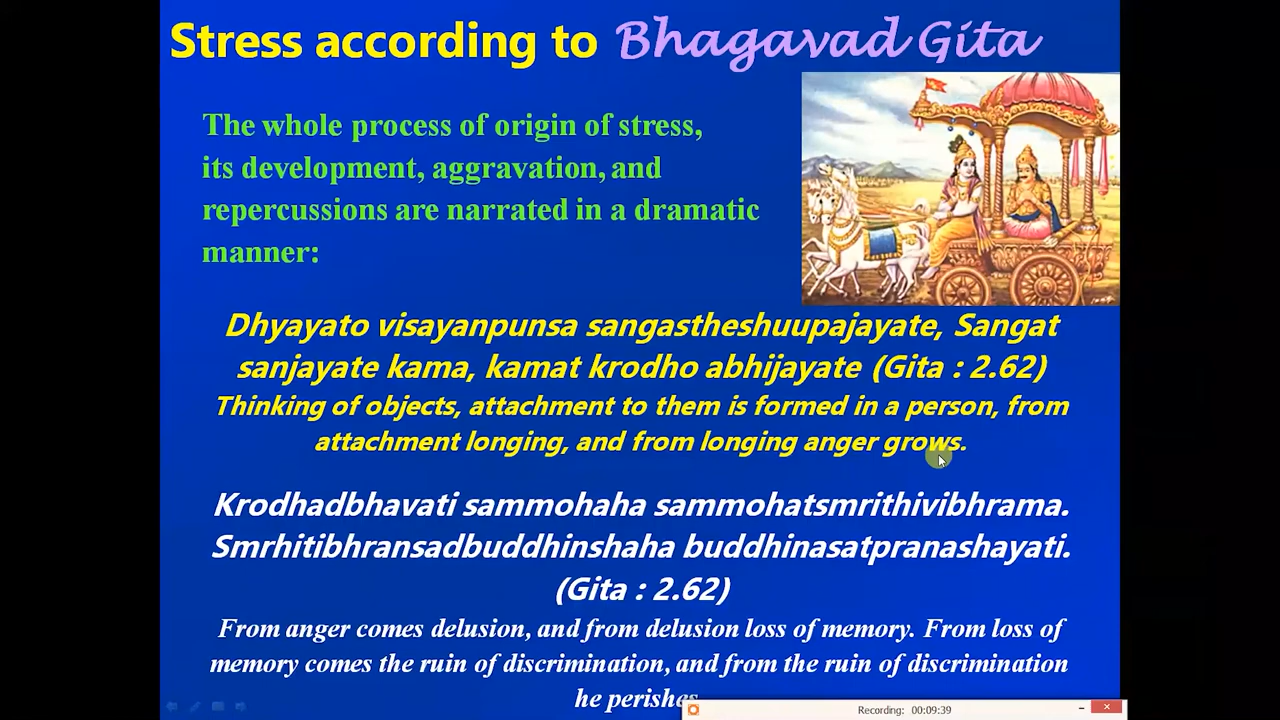 Stress according to Bhagavad Gita
The whole process of origin of stress,
its development, aggravation, and
repercussions are narrated in a dramatic
manner:
Dhyayato visayanpunsa sangastheshuupajayate, Sangat
sanjayate kama, kamat krodho abhijayate (Gita : 2.62)
Thinking of objects, attachment to them is formed in a person, from
attachment longing, and from longing anger grows.
Krodhadbhavati sammohaha sammohatsmrithivibhrama.
Smrhitibhransadbuddhinshaha buddhinasatpranashayati.
(Gita : 2.62)
From anger comes delusion, and from delusion loss of memory. From loss of
memory comes the ruin of discrimination, and from the ruin of discrimination
he perishes
Recording: 00:09:39